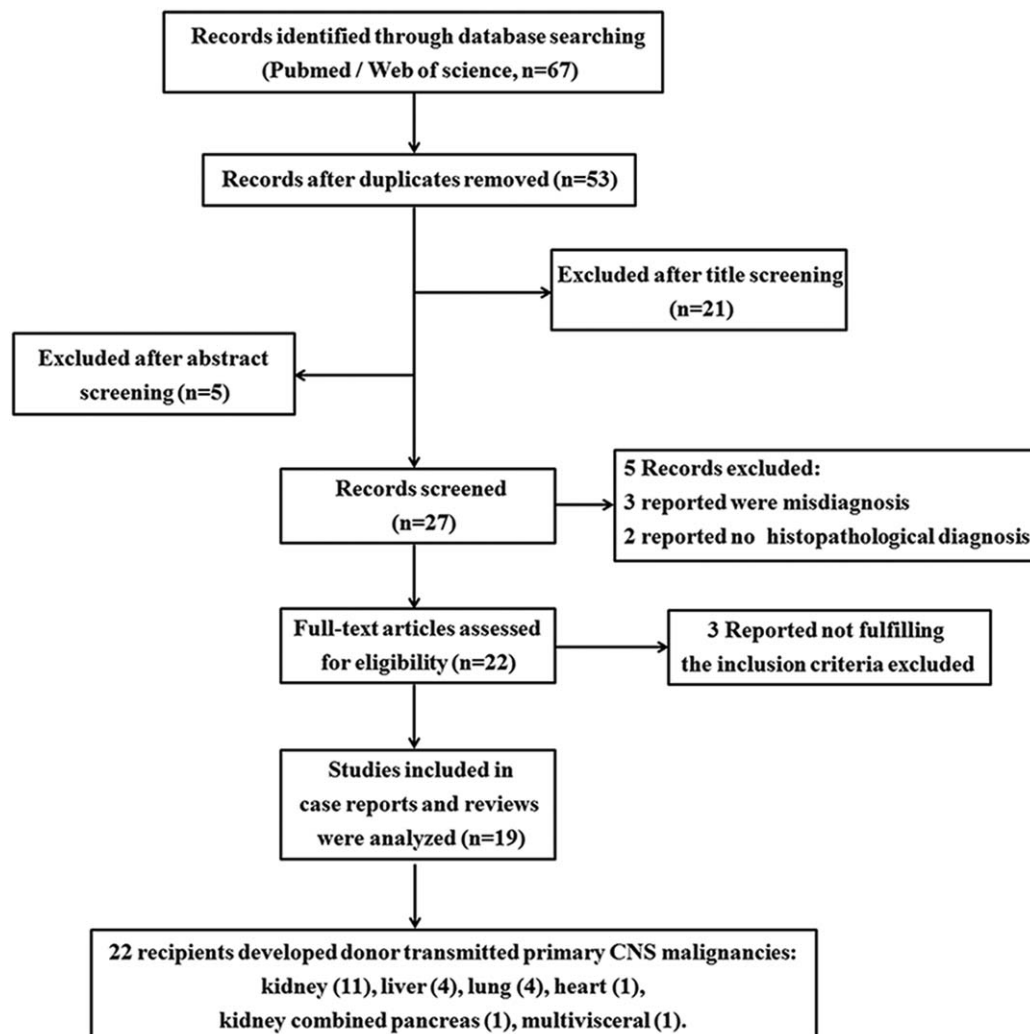 Records identified through database searching
(Pubmed / Web of science, n=67)
Records after duplicates removed (n=53)
Excluded after title screening
(n=21)
Excluded after abstract
screening (n=5)
Records screened
(n=27)
5 Records excluded:
3 reported were misdiagnosis
2 reported no histopathological diagnosis
Full-text articles assessed
for eligibility (n=22)
3 Reported not fulfilling
the inclusion criteria excluded
Studies included in
case reports and reviews
were analyzed (n=19)
22 recipients developed donor transmitted primary CNS malignancies:
kidney (11), liver (4), lung (4), heart (1),
kidney combined pancreas (1), multivisceral (1).